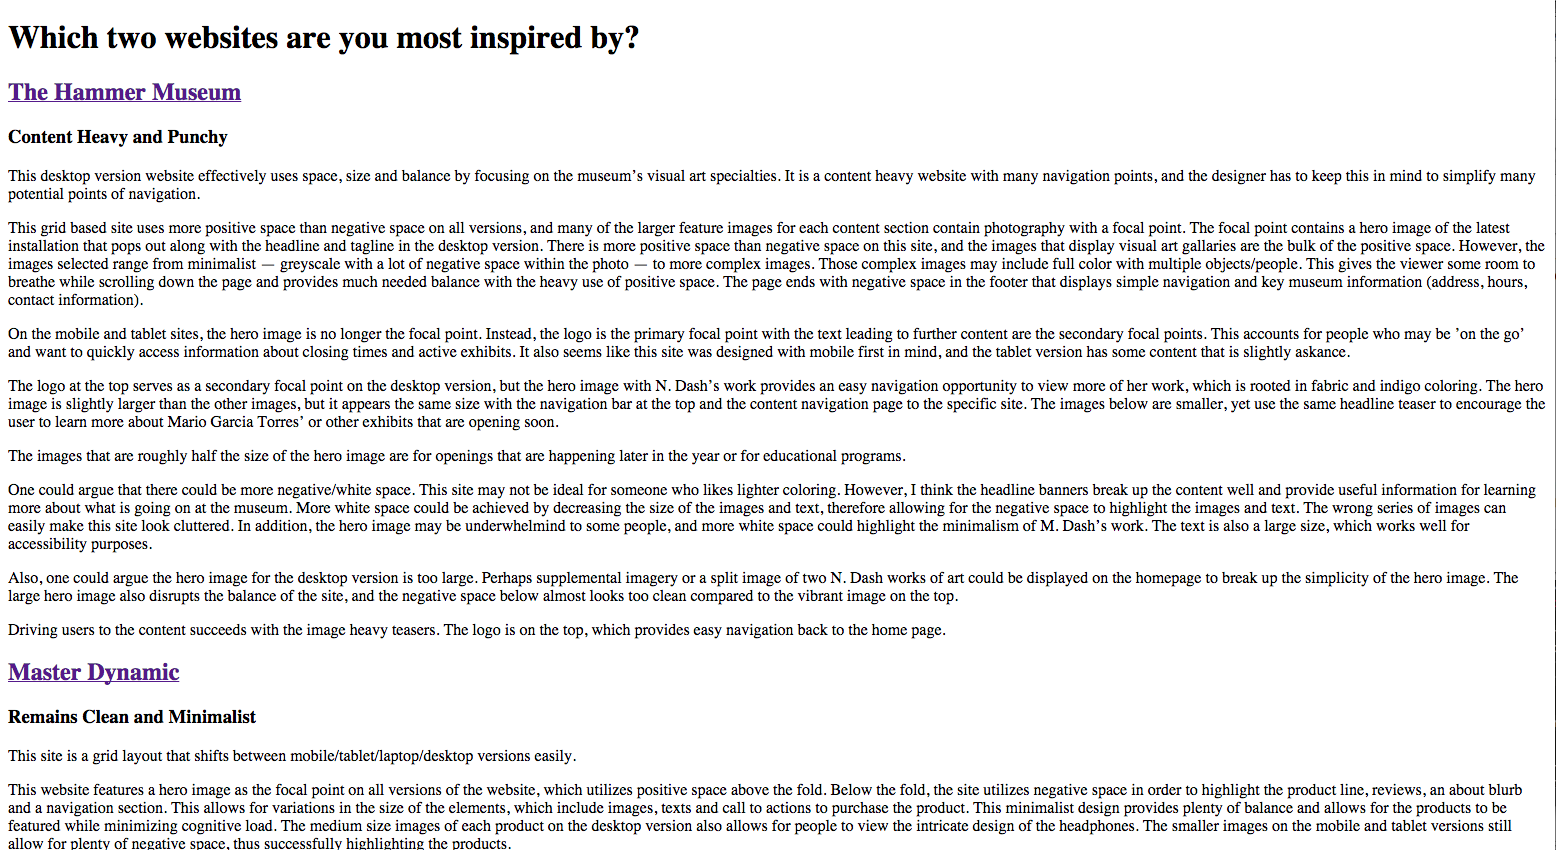 Which two websites are you most inspired by?
The Hammer Museum
Content Heavy and Punchy
This desktop version website effectively uses space, size and balance by focusing on the museum’s visual art specialties. It is a content heavy website with many navigation points, and the designer has to keep this in mind to simplify many
potential points of navigation.
This grid based site uses more positive space than negative space on all versions, and many of the larger feature images for each content section contain photography with a focal point. The focal point contains a hero image of the latest
installation that pops out along with the headline and tagline in the desktop version. There is more positive space than negative space on this site, and the images that display visual art gallaries are the bulk of the positive space. However, the
images selected range from minimalist — greyscale with a lot of negative space within the photo — to more complex images. Those complex images may include full color with multiple objects/people. This gives the viewer some room to
breathe while scrolling down the page and provides much needed balance with the heavy use of positive space. The page ends with negative space in the footer that displays simple navigation and key museum information (address, hours,
contact information).
On the mobile and tablet sites, the hero image is no longer the focal point. Instead, the logo is the primary focal point with the text leading to further content are the secondary focal points. This accounts for people who may be ’on the go’
and want to quickly access information about closing times and active exhibits. It also seems like this site was designed with mobile first in mind, and the tablet version has some content that is slightly askance.
The logo at the top serves as a secondary focal point on the desktop version, but the hero image with N. Dash’s work provides an easy navigation opportunity to view more of her work, which is rooted in fabric and indigo coloring. The hero
image is slightly larger than the other images, but it appears the same size with the navigation bar at the top and the content navigation page to the specific site. The images below are smaller, yet use the same headline teaser to encourage the
user to learn more about Mario Garcia Torres’ or other exhibits that are opening soon.
The images that are roughly half the size of the hero image are for openings that are happening later in the year or for educational programs.
One could argue that there could be more negative/white space. This site may not be ideal for someone who likes lighter coloring. However, I think the headline banners break up the content well and provide useful information for learning
more about what is going on at the museum. More white space could be achieved by decreasing the size of the images and text, therefore allowing for the negative space to highlight the images and text. The wrong series of images can
easily make this site look cluttered. In addition, the hero image may be underwhelmind to some people, and more white space could highlight the minimalism of M. Dash’s work. The text is also a large size, which works well for
accessibility purposes.
Also, one could argue the hero image for the desktop version is too large. Perhaps supplemental imagery or a split image of two N. Dash works of art could be displayed on the homepage to break up the simplicity of the hero image. The
large hero image also disrupts the balance of the site, and the negative space below almost looks too clean compared to the vibrant image on the top.
Driving users to the content succeeds with the image heavy teasers. The logo is on the top, which provides easy navigation back to the home page.
Master Dynamic
Remains Clean and Minimalist
This site is a grid layout that shifts between mobile/tablet/laptop/desktop versions easily.
This website features a hero image as the focal point on all versions of the website, which utilizes positive space above the fold. Below the fold, the site utilizes negative space in order to highlight the product line, reviews, an about blurb
and a navigation section. This allows for variations in the size of the elements, which include images, texts and call to actions to purchase the product. This minimalist design provides plenty of balance and allows for the products to be
featured while minimizing cognitive load. The medium size images of each product on the desktop version also allows for people to view the intricate design of the headphones. The smaller images on the mobile and tablet versions still
allow for plenty of negative space, thus successfully highlighting the products.